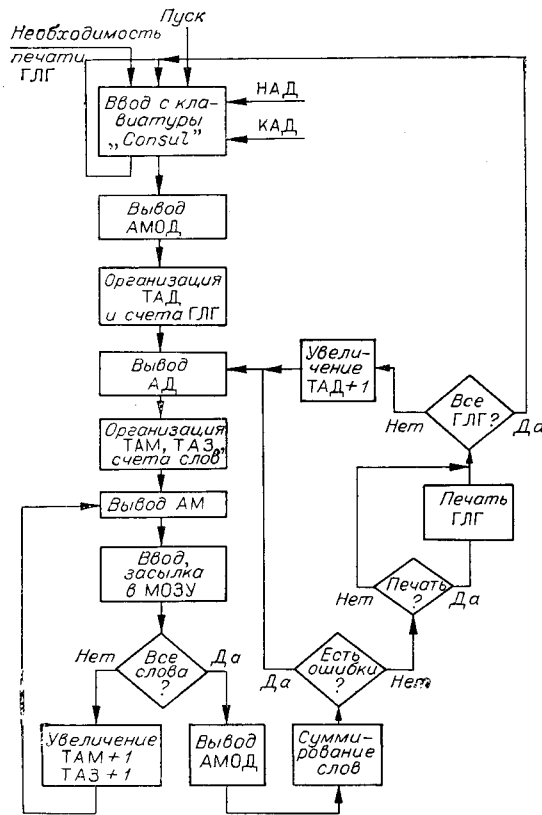 Пуск
Необходимость
печати
ГЛГ
Ввод с кла-
виатуры
„Consul”
НАД
КАД
Вывод
АМОД
Организация
ТАД
и счета ГЛГ
Вывод
АД
Увели-
чение
ТАД+1
Все
ГЛГ?
Нет
Да
Организация
ТАМ, ТАЗ,
счета слов
Печать
ГЛГ
Вывод АМ
Ввод,
засылка
в МОЗУ
Печать
?
Нет
Да
Все
слова
?
Нет
Да
Есть
ошибки
?
Да
Нет
Увеличение
ТАМ+1
ТАЗ+1
Вывод
АМОД
Сумми-
рование
слов